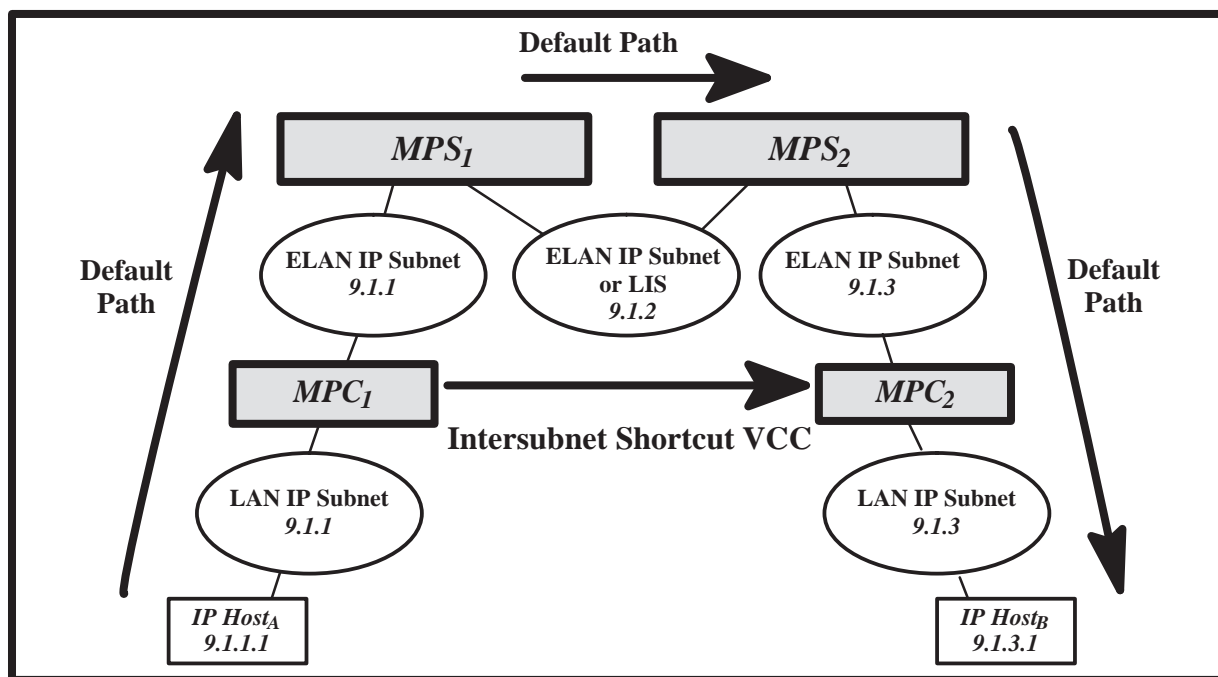 Default Path
MPS1
MPS2
ELAN IP Subnet
9.1.1
ELAN IP Subnet
or LIS
9.1.2
ELAN IP Subnet
9.1.3
Default
Path
Default
Path
MPC1
MPC2
Intersubnet Shortcut VCC
LAN IP Subnet
9.1.1
LAN IP Subnet
9.1.3
IP HostA
9.1.1.1
IP HostB
9.1.3.1